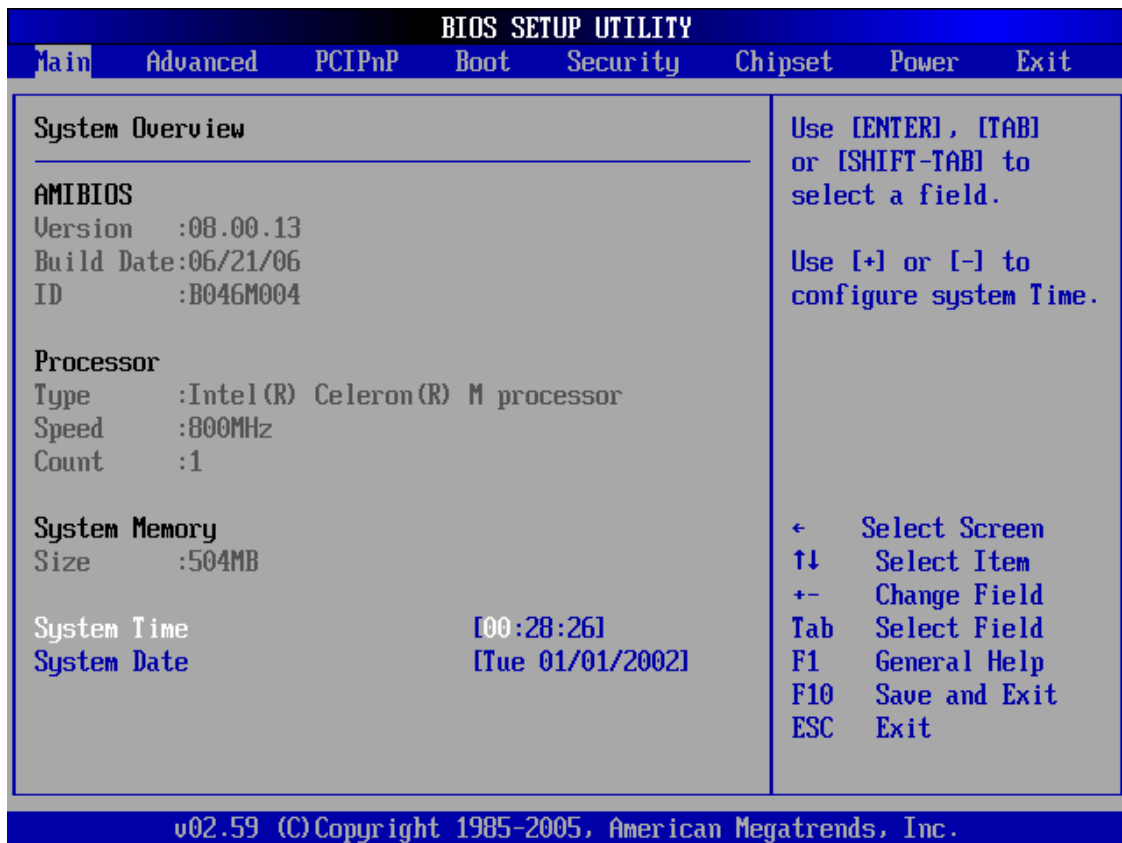 BIOS SETUP UTILITY
Main Advanced PCIPnP Boot Security Chipset Power Exit
System Overview
AMIBIOS
Version :08.00.13
Build Date:06/21/06
ID :B046M004
Processor
Type :Intel(R) Celeron(R) M processor
Speed :800MHz
Count :1
System Memory
Size :504MB
System Time [00:28:26]
System Date [Tue 01/01/2002]
Use [ENTER], [TAB]
or [SHIFT-TAB] to
select a field.
Use [+] or [-] to
configure system Time.
← Select Screen
↑↓ Select Item
+- Change Field
Tab Select Field
F1 General Help
F10 Save and Exit
ESC Exit
v02.59 (C)Copyright 1985-2005, American Megatrends, Inc.